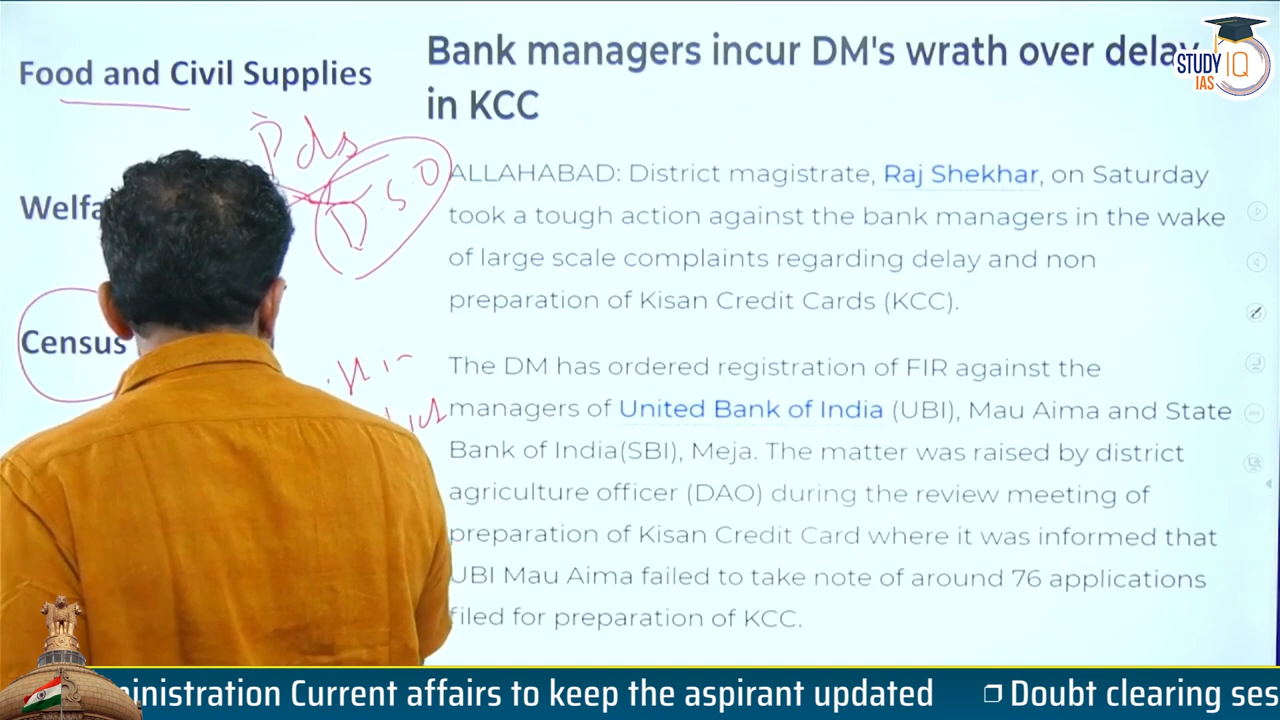 Food and Civil Supplies
Pds
D.S.O
Welfa
Census
Bank managers incur DM's wrath over delay
in KCC
STUDY IQ
IAS
ALLAHABAD: District magistrate, Raj Shekhar, on Saturday
took a tough action against the bank managers in the wake
of large scale complaints regarding delay and non
preparation of Kisan Credit Cards (KCC).
The DM has ordered registration of FIR against the
managers of United Bank of India (UBI), Mau Aima and State
Bank of India(SBI), Meja. The matter was raised by district
agriculture officer (DAO) during the review meeting of
preparation of Kisan Credit Card where it was informed that
UBI Mau Aima failed to take note of around 76 applications
filed for preparation of KCC.
ministration Current affairs to keep the aspirant updated ❐ Doubt clearing ses